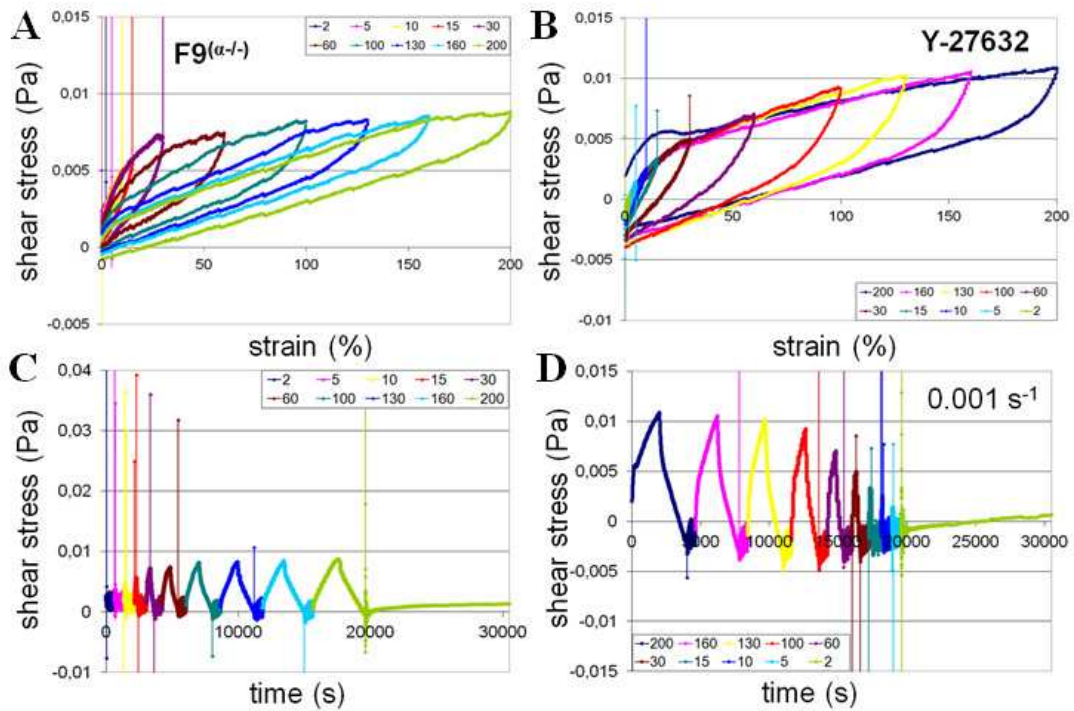 A
F9(α-/-)
0,015
0,01
0,005
0
-0,005
shear stress (Pa)
2 5 10 15 30
60 100 130 160 200
0 50 100 150 200
strain (%)
B
Y-27632
0,015
0,01
0,005
0
-0,005
-0,01
shear stress (Pa)
0 50 100 150 200
200 160 130 100 60
30 15 10 5 2
strain (%)
C
0,04
0,03
0,02
0,01
0
-0,01
shear stress (Pa)
2 5 10 15 30
60 100 130 160 200
0 10000 20000 30000
time (s)
D
0.001 s-1
0,015
0,01
0,005
0
-0,005
-0,01
-0,015
shear stress (Pa)
10000 15000 20000 25000 30000
200 160 130 100 60
30 15 10 5 2
time (s)